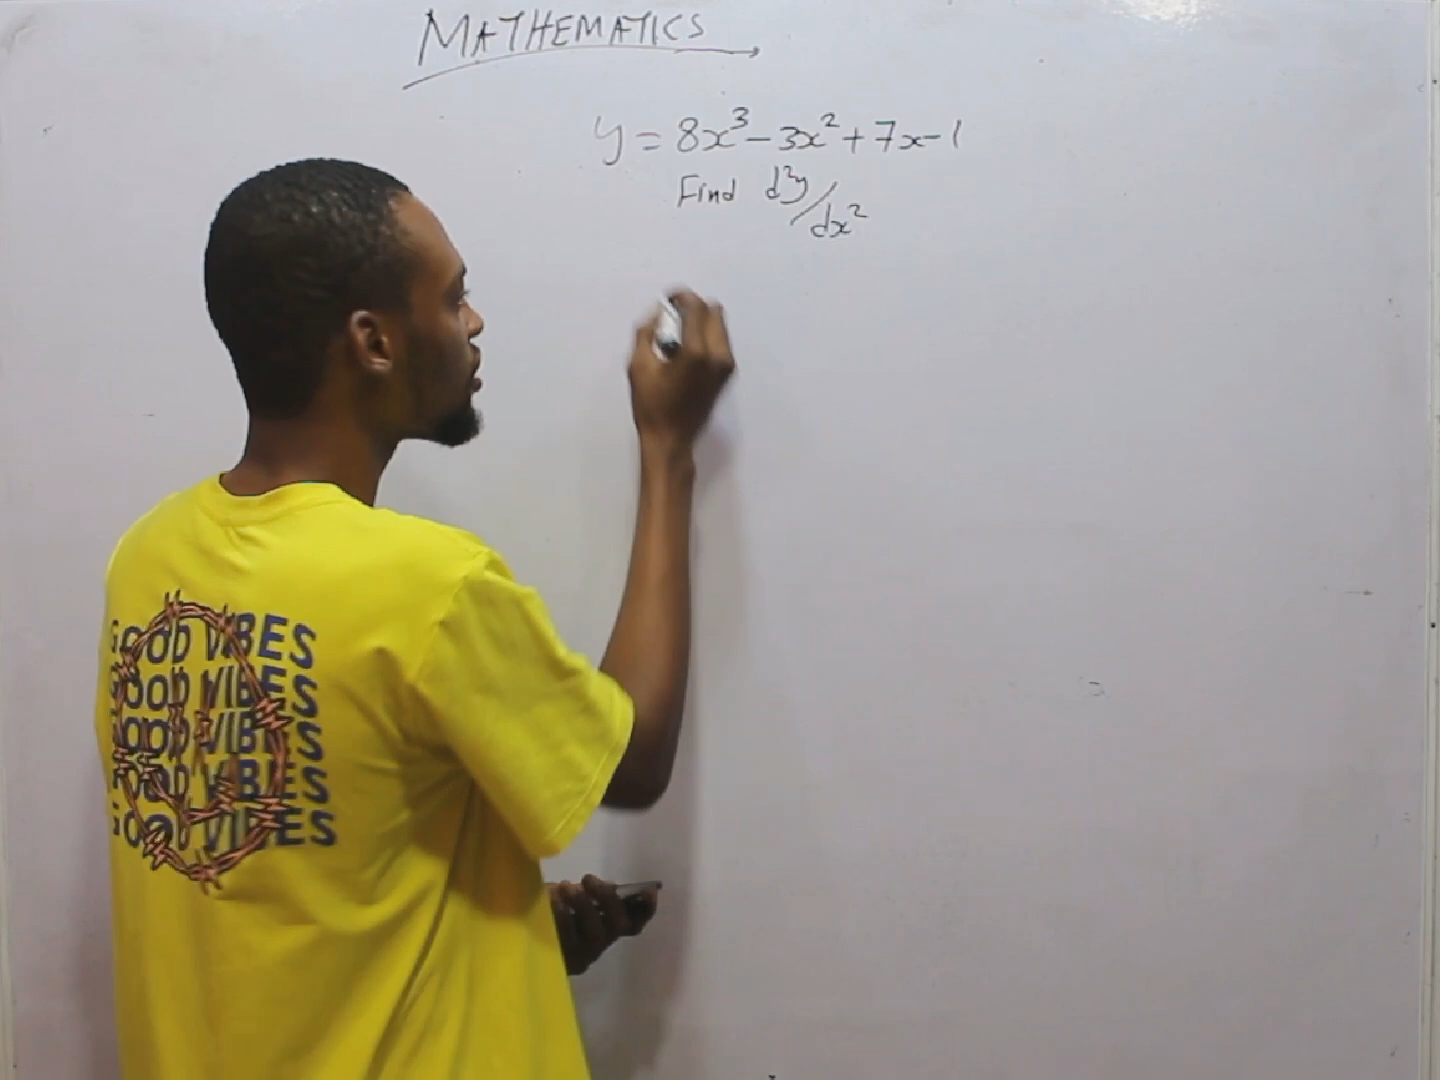 MATHEMATICS
y = 8x³ - 3x² + 7x - 1
Find d²y/dx²
GOOD VIBES
GOOD VIBES
GOOD VIBES
GOOD VIBES
GOOD VIBES